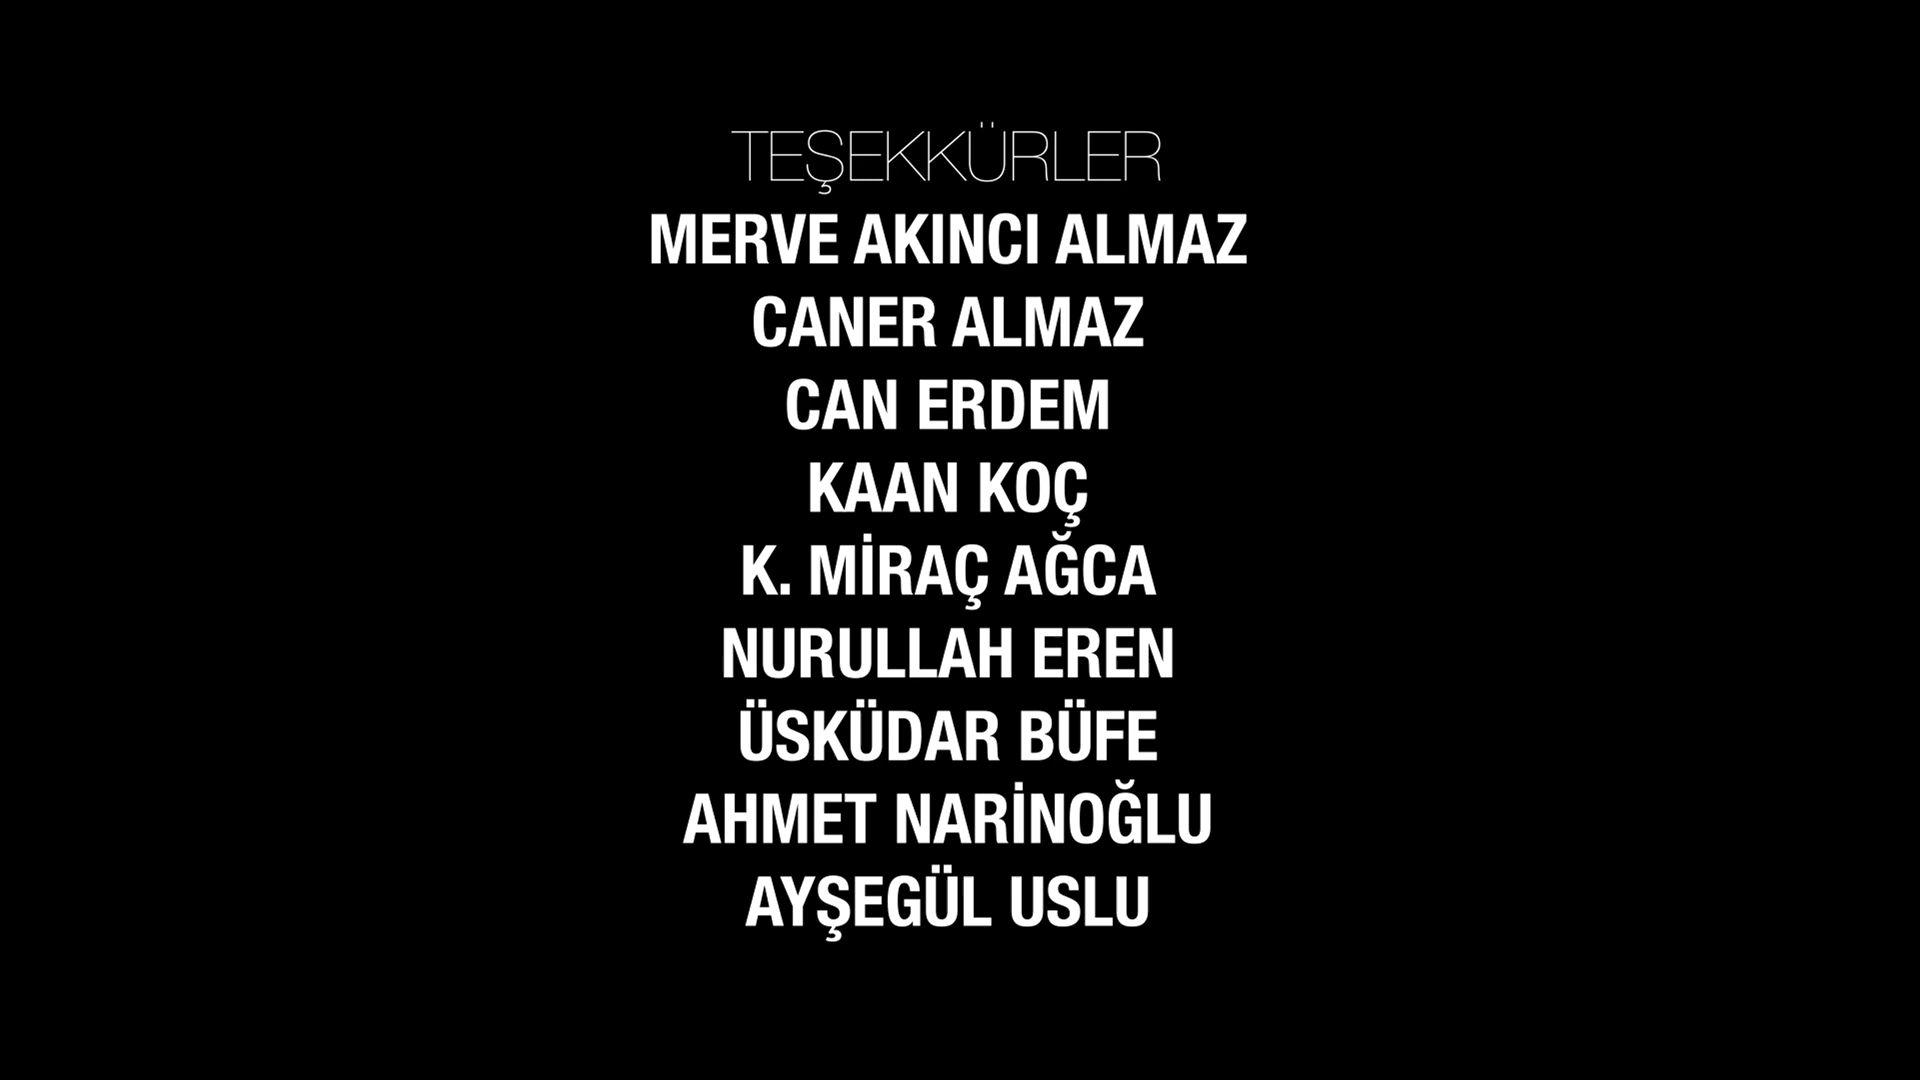 TEŞEKKÜRLER
MERVE AKINCI ALMAZ
CANER ALMAZ
CAN ERDEM
KAAN KOÇ
K. MİRAÇ AĞCA
NURULLAH EREN
ÜSKÜDAR BÜFE
AHMET NARİNOĞLU
AYŞEGÜL USLU